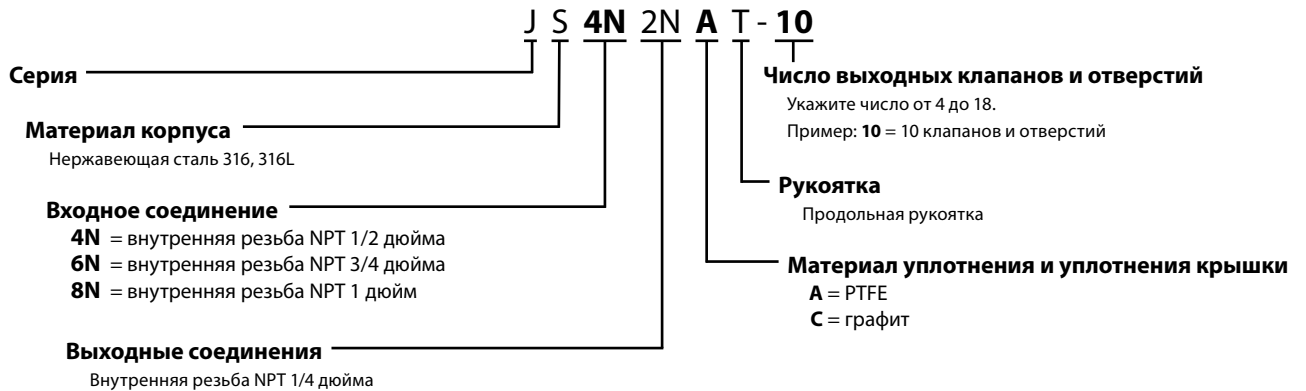 J S 4N 2N A T - 10
Серия
Материал корпуса
Нержавеющая сталь 316, 316L
Входное соединение
4N = внутренняя резьба NPT 1/2 дюйма
6N = внутренняя резьба NPT 3/4 дюйма
8N = внутренняя резьба NPT 1 дюйм
Выходные соединения
Внутренняя резьба NPT 1/4 дюйма
Число выходных клапанов и отверстий
Укажите число от 4 до 18.
Пример: 10 = 10 клапанов и отверстий
Рукоятка
Продольная рукоятка
Материал уплотнения и уплотнения крышки
A = PTFE
C = графит